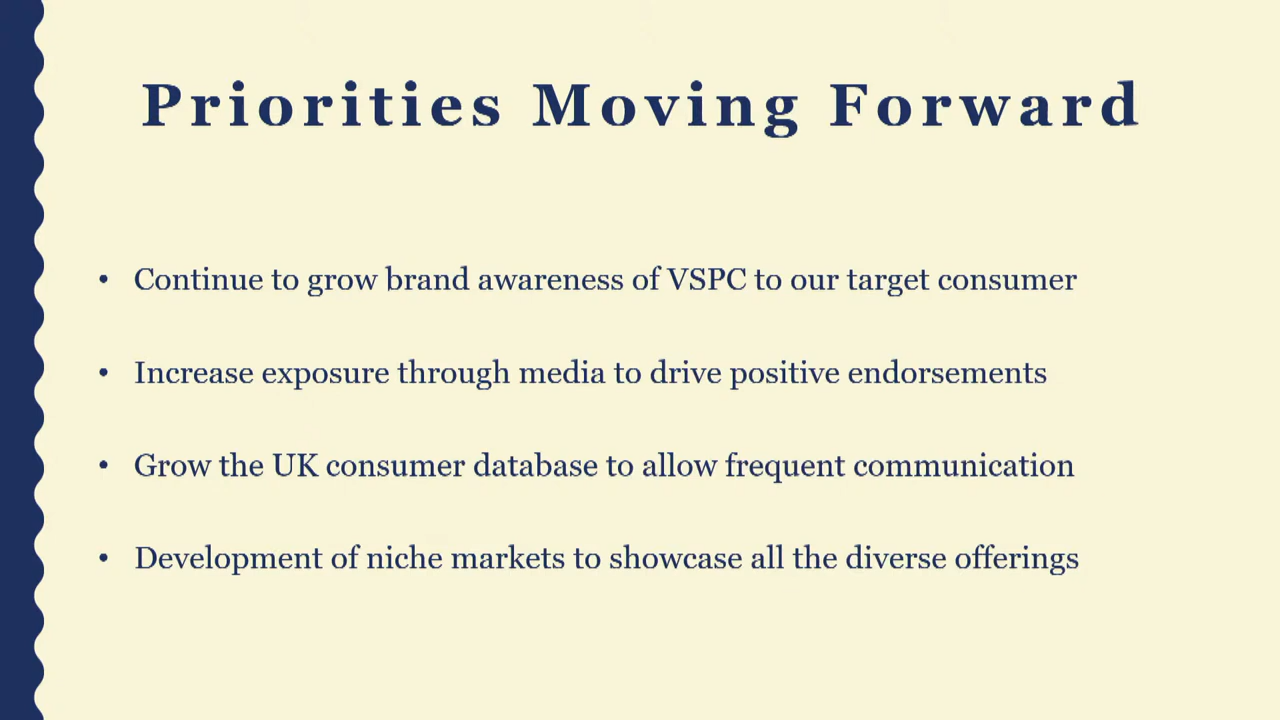 Priorities Moving Forward
• Continue to grow brand awareness of VSPC to our target consumer
• Increase exposure through media to drive positive endorsements
• Grow the UK consumer database to allow frequent communication
• Development of niche markets to showcase all the diverse offerings